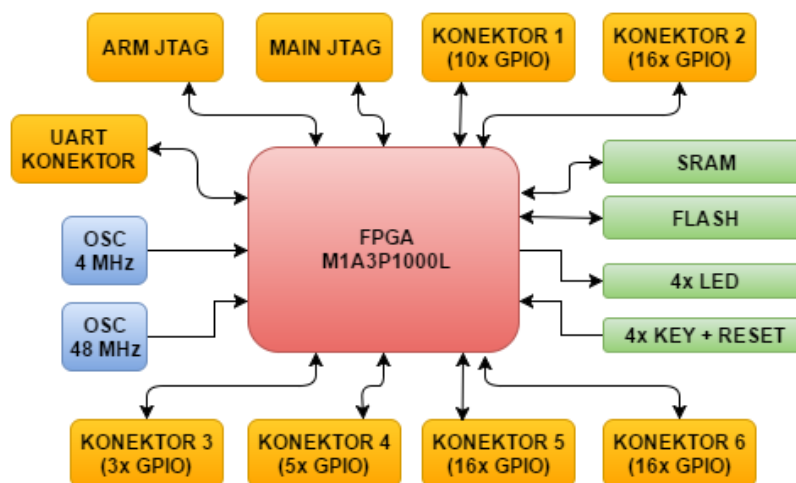 ARM JTAG
MAIN JTAG
KONEKTOR 1
(10x GPIO)
KONEKTOR 2
(16x GPIO)
UART
KONEKTOR
SRAM
FLASH
FPGA
M1A3P1000L
OSC
4 MHz
4x LED
OSC
48 MHz
4x KEY + RESET
KONEKTOR 3
(3x GPIO)
KONEKTOR 4
(5x GPIO)
KONEKTOR 5
(16x GPIO)
KONEKTOR 6
(16x GPIO)